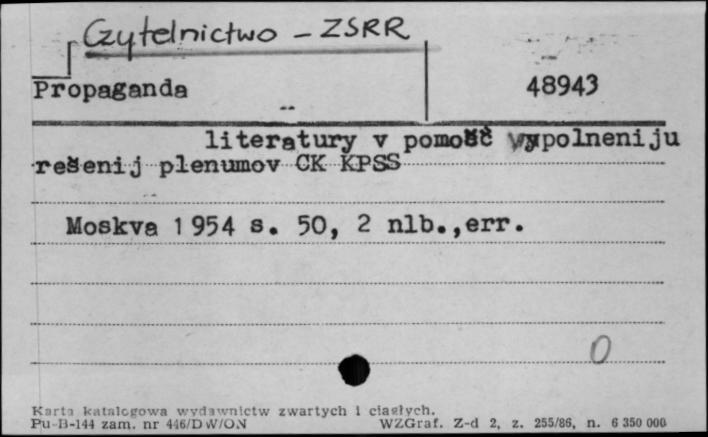 Czytelnictwo – ZSRR
Propaganda 48943
literatury v pomošč vypolneniju
rešenij plenumov CK KPSS
Moskva 1954 s. 50, 2 nlb.,err.
0
Karta katalogowa wydawnictw zwartych i ciągłych.
Pu-B-144 zam. nr 446/DW/ON WZGraf. Z-d 2, z. 255/86, n. 6 350 000